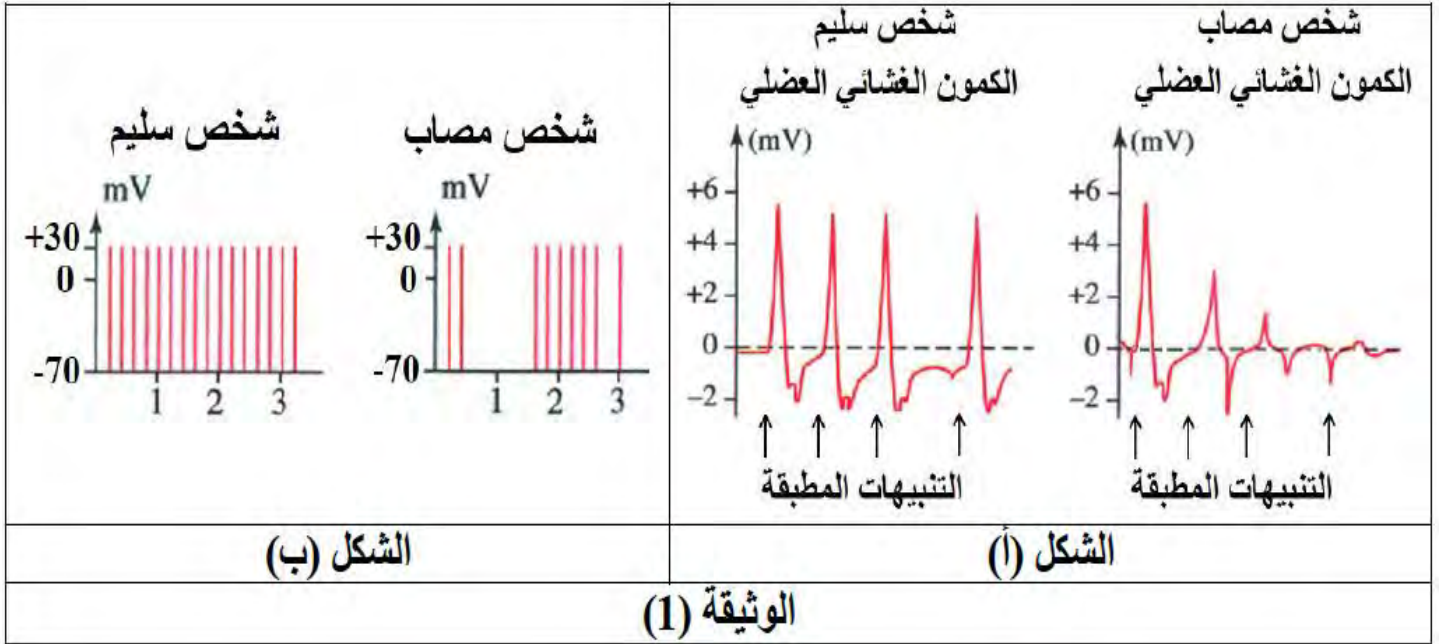 شخص سليم
الكمون الغشائي العضلي
(mV)
+6
+4
+2
0
−2
التنبيهات المطبقة
شخص مصاب
الكمون الغشائي العضلي
(mV)
+6
+4
+2
0
−2
التنبيهات المطبقة
الشكل (أ)
شخص سليم
mV
+30
0
-70
1 2 3
شخص مصاب
mV
+30
0
-70
1 2 3
الشكل (ب)
الوثيقة (1)